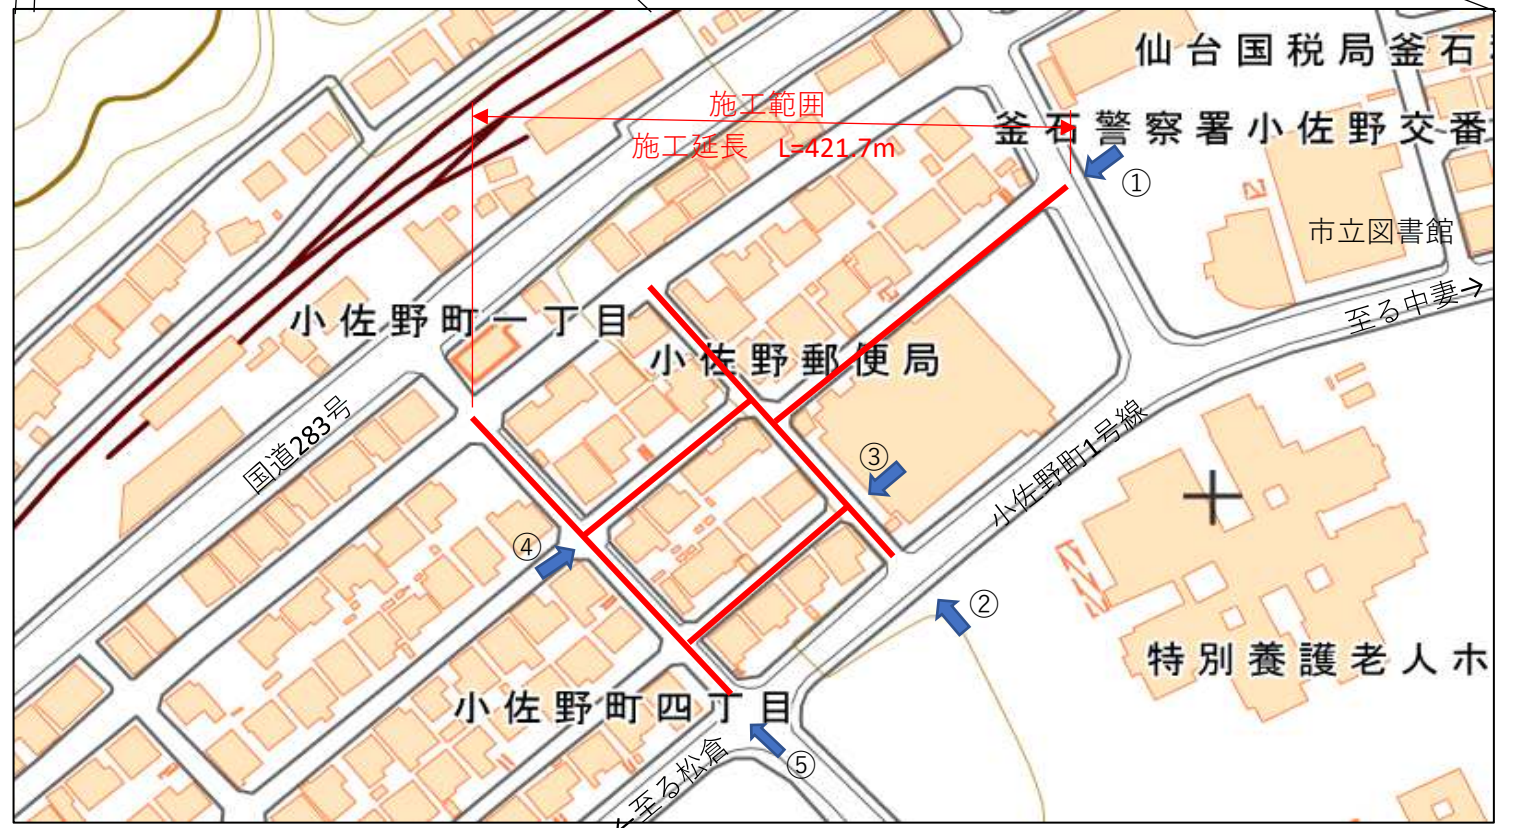 仙台国税局釜石
施工範囲
釜石警察署小佐野交番
施工延長　L=421.7m
①
市立図書館
至る中妻→
小佐野町一丁目
小佐野郵便局
国道283号
小佐野町1号線
③
④
②
特別養護老人ホ
小佐野町四丁目
至る松倉
⑤